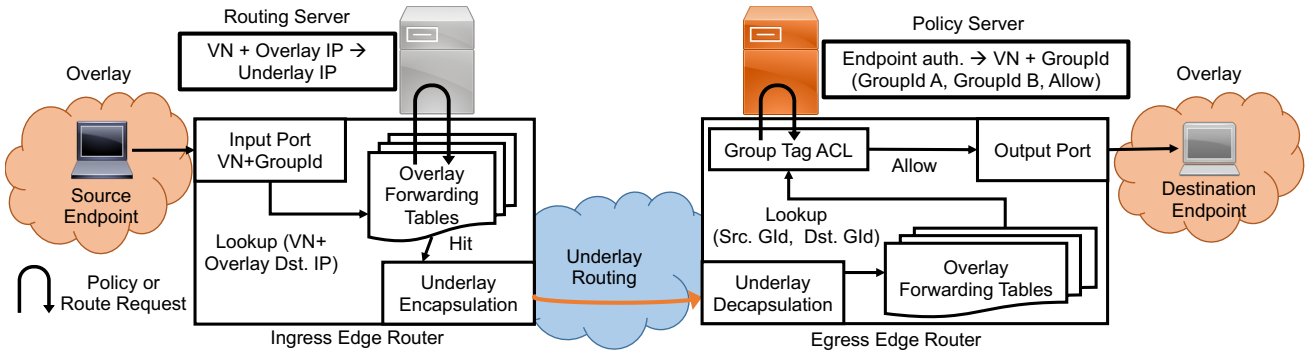 Routing Server
VN + Overlay IP →
Underlay IP
Policy Server
Endpoint auth. → VN + GroupId
(GroupId A, GroupId B, Allow)
Overlay
Source
Endpoint
Input Port
VN+GroupId
Overlay
Forwarding
Tables
Lookup (VN+
Overlay Dst. IP)
Hit
Underlay
Encapsulation
Ingress Edge Router
Policy or
Route Request
Underlay
Routing
Group Tag ACL
Allow
Output Port
Lookup
(Src. GId, Dst. GId)
Underlay
Decapsulation
Overlay
Forwarding Tables
Egress Edge Router
Overlay
Destination
Endpoint